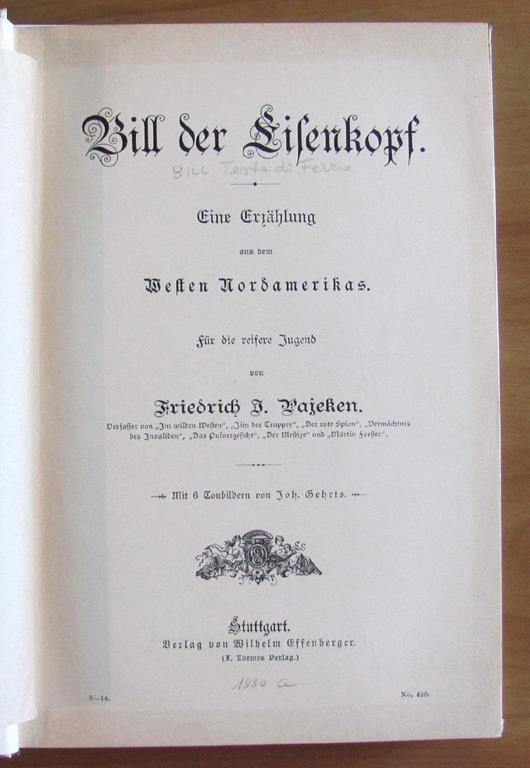 Bill der Eisenkopf.
BILL Testa di Ferro
Eine Erzählung
aus dem
Westen Nordamerikas.
Für die reifere Jugend
von
Friedrich J. Pajeken.
Verfasser von „Im wilden Westen“, „Jim der Trapper“, „Der rote Spion“, „Vermächtnis
des Invaliden“, „Das Pulvergesicht“, „Der Mestize“ und „Martin Forster“.
Mit 6 Tonbildern von Joh. Gehrts.
Stuttgart.
Verlag von Wilhelm Effenberger.
(F. Loewes Verlag.)
1880 ca
9—14.
No. 420.